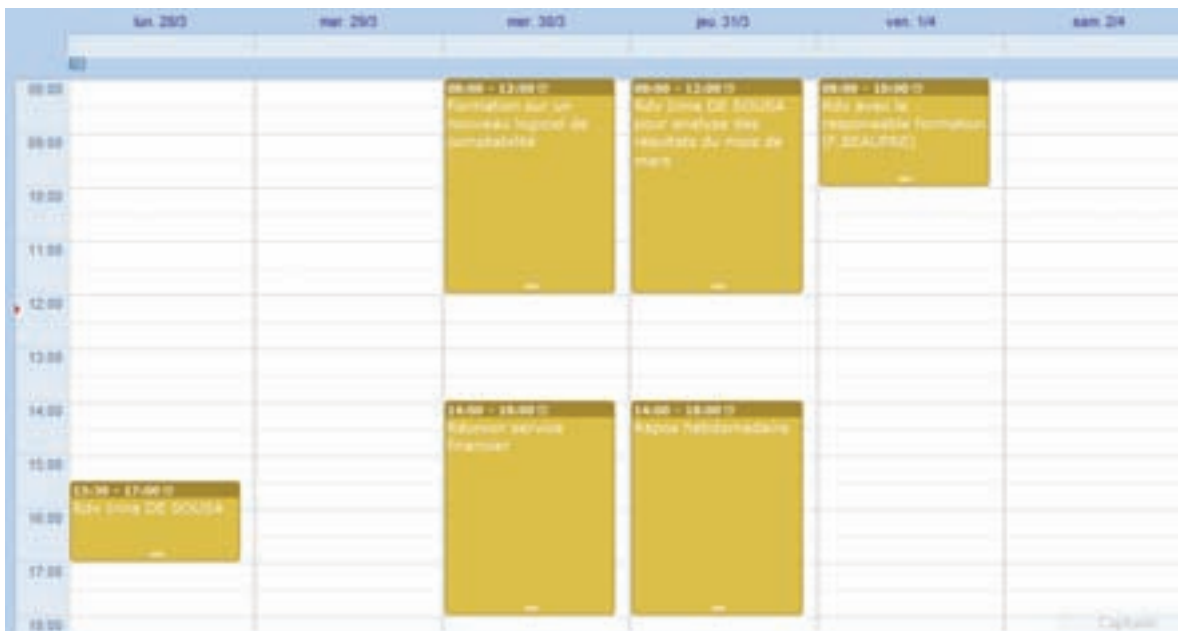 lun. 28/3
mar. 29/3
mer. 30/3
jeu. 31/3
ven. 1/4
sam. 2/4
08:00
09:00
10:00
11:00
12:00
13:00
14:00
15:00
16:00
17:00
18:00
15:30 - 17:00
Rdv Irina DE SOUSA
08:00 - 12:00
Formation sur un
nouveau logiciel de
comptabilité
14:00 - 18:00
Réunion service
financier
08:00 - 12:00
Rdv Irina DE SOUSA
pour analyse des
résultats du mois de
mars
14:00 - 18:00
Repos hebdomadaire
08:00 - 10:00
Rdv avec le
responsable formation
(F.BEAUPRE)